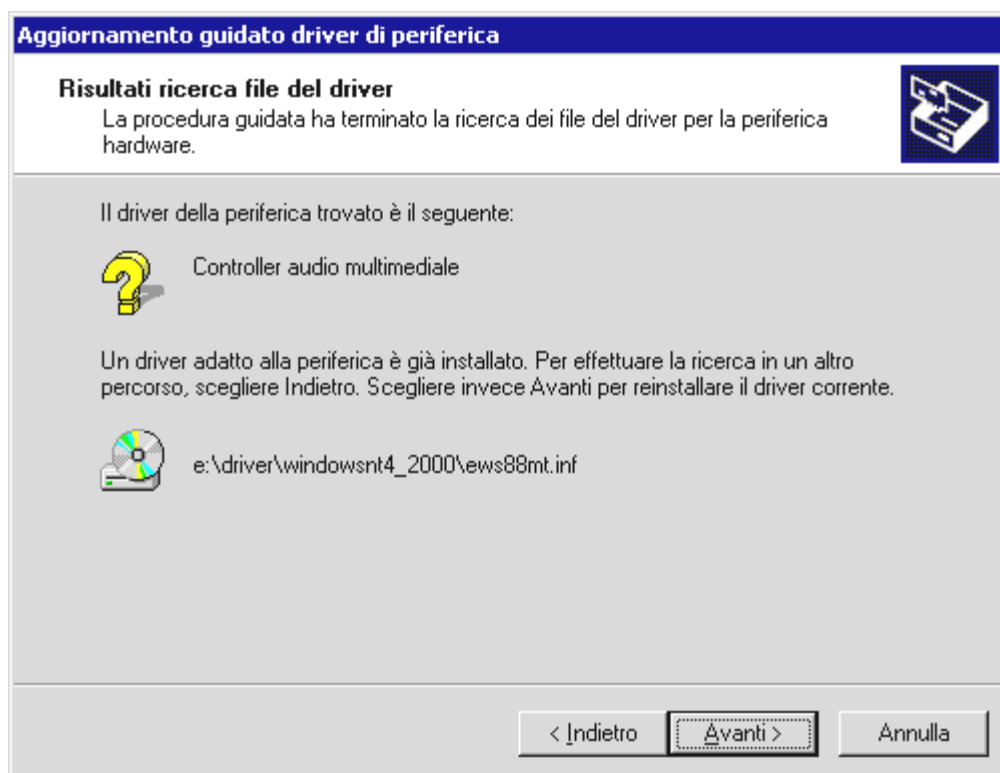 Aggiornamento guidato driver di periferica
Risultati ricerca file del driver
La procedura guidata ha terminato la ricerca dei file del driver per la periferica
hardware.
Il driver della periferica trovato è il seguente:
Controller audio multimediale
Un driver adatto alla periferica è già installato. Per effettuare la ricerca in un altro
percorso, scegliere Indietro. Scegliere invece Avanti per reinstallare il driver corrente.
e:\driver\windowsnt4_2000\ews88mt.inf
< Indietro
Avanti >
Annulla